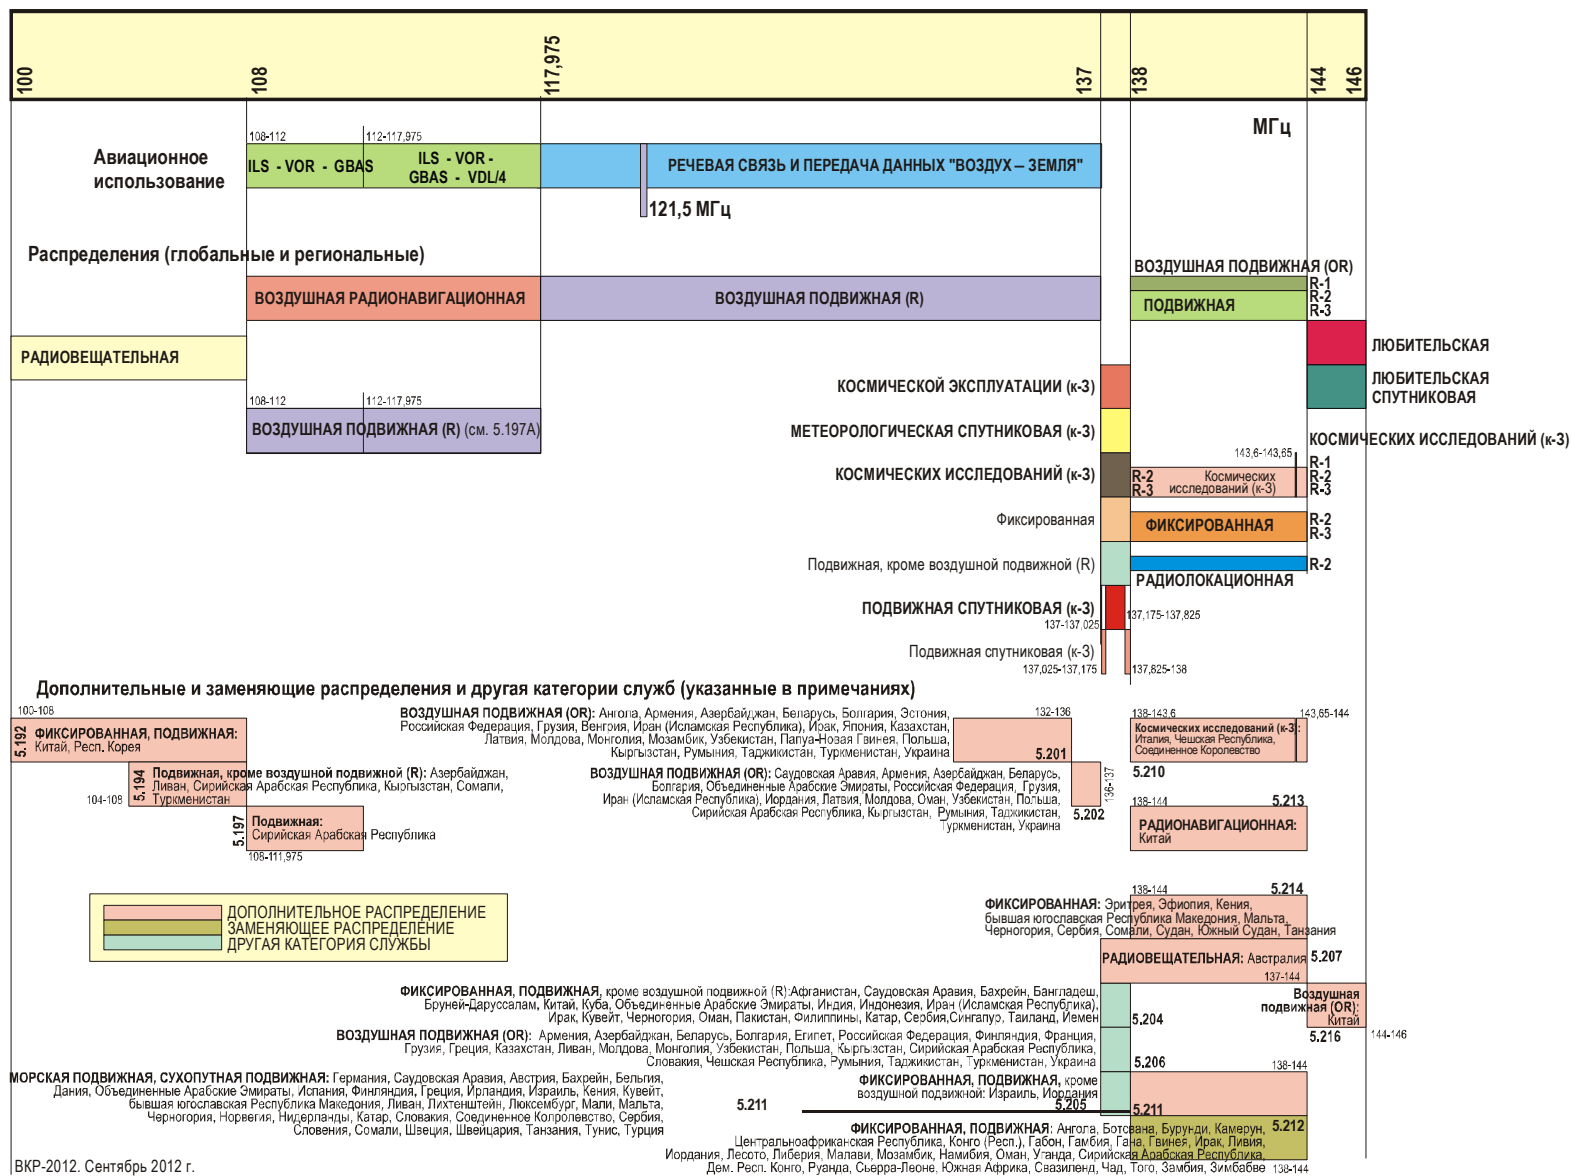 100
108
117,975
137
138
144
146
МГц
108-112
112-117,975
Авиационное
использование
ILS - VOR - GBAS
ILS - VOR -
GBAS - VDL/4
РЕЧЕВАЯ СВЯЗЬ И ПЕРЕДАЧА ДАННЫХ "ВОЗДУХ – ЗЕМЛЯ"
121,5 МГц
Распределения (глобальные и региональные)
ВОЗДУШНАЯ РАДИОНАВИГАЦИОННАЯ
ВОЗДУШНАЯ ПОДВИЖНАЯ (R)
ВОЗДУШНАЯ ПОДВИЖНАЯ (OR)
R-1
R-2
R-3
ПОДВИЖНАЯ
РАДИОВЕЩАТЕЛЬНАЯ
ЛЮБИТЕЛЬСКАЯ
ЛЮБИТЕЛЬСКАЯ
СПУТНИКОВАЯ
КОСМИЧЕСКОЙ ЭКСПЛУАТАЦИИ (к-З)
108-112
112-117,975
ВОЗДУШНАЯ ПОДВИЖНАЯ (R) (см. 5.197A)
МЕТЕОРОЛОГИЧЕСКАЯ СПУТНИКОВАЯ (к-З)
КОСМИЧЕСКИХ ИССЛЕДОВАНИЙ (к-З)
143,6-143,65
КОСМИЧЕСКИХ ИССЛЕДОВАНИЙ (к-З)
R-2
R-3
Космических
исследований (к-З)
R-1
R-2
R-3
Фиксированная
ФИКСИРОВАННАЯ
R-2
R-3
Подвижная, кроме воздушной подвижной (R)
R-2
РАДИОЛОКАЦИОННАЯ
ПОДВИЖНАЯ СПУТНИКОВАЯ (к-З)
137-137,025
137,175-137,825
Подвижная спутниковая (к-З)
137,025-137,175
137,825-138
Дополнительные и заменяющие распределения и другая категории служб (указанные в примечаниях)
100-108
5.192
ФИКСИРОВАННАЯ, ПОДВИЖНАЯ:
Китай, Респ. Корея
104-108
5.194
Подвижная, кроме воздушной подвижной (R): Азербайджан,
Ливан, Сирийская Арабская Республика, Кыргызстан, Сомали,
Туркменистан
5.197
Подвижная:
Сирийская Арабская Республика
108-111,975
ВОЗДУШНАЯ ПОДВИЖНАЯ (OR): Ангола, Армения, Азербайджан, Беларусь, Болгария, Эстония,
Российская Федерация, Грузия, Венгрия, Иран (Исламская Республика), Ирак, Япония, Казахстан,
Латвия, Молдова, Монголия, Мозамбик, Узбекистан, Папуа-Новая Гвинея, Польша,
Кыргызстан, Румыния, Таджикистан, Туркменистан, Украина
132-136
5.201
ВОЗДУШНАЯ ПОДВИЖНАЯ (OR): Саудовская Аравия, Армения, Азербайджан, Беларусь,
Болгария, Объединенные Арабские Эмираты, Российская Федерация, Грузия,
Иран (Исламская Республика), Иордания, Латвия, Молдова, Оман, Узбекистан, Польша,
Сирийская Арабская Республика, Кыргызстан, Румыния, Таджикистан,
Туркменистан, Украина
5.202
136-137
138-143,6
143,65-144
Космических исследований (к-З):
Италия, Чешская Республика,
Соединенное Королевство
5.210
138-144
5.213
РАДИОНАВИГАЦИОННАЯ:
Китай
ДОПОЛНИТЕЛЬНОЕ РАСПРЕДЕЛЕНИЕ
ЗАМЕНЯЮЩЕЕ РАСПРЕДЕЛЕНИЕ
ДРУГАЯ КАТЕГОРИЯ СЛУЖБЫ
138-144
5.214
ФИКСИРОВАННАЯ: Эритрея, Эфиопия, Кения,
бывшая югославская Республика Македония, Мальта,
Черногория, Сербия, Сомали, Судан, Южный Судан, Танзания
РАДИОВЕЩАТЕЛЬНАЯ: Австралия
5.207
137-144
ФИКСИРОВАННАЯ, ПОДВИЖНАЯ, кроме воздушной подвижной (R):Афганистан, Саудовская Аравия, Бахрейн, Бангладеш,
Бруней-Даруссалам, Китай, Куба, Объединенные Арабские Эмираты, Индия, Индонезия, Иран (Исламская Республика),
Ирак, Кувейт, Черногория, Оман, Пакистан, Филиппины, Катар, Сербия,Сингапур, Таиланд, Йемен
5.204
Воздушная
подвижная (OR):
Китай
5.216
144-146
ВОЗДУШНАЯ ПОДВИЖНАЯ (OR): Армения, Азербайджан, Беларусь, Болгария, Египет, Российская Федерация, Финляндия, Франция,
Грузия, Греция, Казахстан, Ливан, Молдова, Монголия, Узбекистан, Польша, Кыргызстан, Сирийская Арабская Республика,
Словакия, Чешская Республика, Румыния, Таджикистан, Туркменистан, Украина
5.206
138-144
МОРСКАЯ ПОДВИЖНАЯ, СУХОПУТНАЯ ПОДВИЖНАЯ: Германия, Саудовская Аравия, Австрия, Бахрейн, Бельгия,
Дания, Объединенные Арабские Эмираты, Испания, Финляндия, Греция, Ирландия, Израиль, Кения, Кувейт,
бывшая югославская Республика Македония, Ливан, Лихтенштейн, Люксембург, Мали, Мальта,
Черногория, Норвегия, Нидерланды, Катар, Словакия, Соединенное Колролевство, Сербия,
Словения, Сомали, Швеция, Швейцария, Танзания, Тунис, Турция
5.211
ФИКСИРОВАННАЯ, ПОДВИЖНАЯ, кроме
воздушной подвижной: Израиль, Иордания
5.205
5.211
ФИКСИРОВАННАЯ, ПОДВИЖНАЯ: Ангола, Ботсвана, Бурунди, Камерун,
Центральноафриканская Республика, Конго (Респ.), Габон, Гамбия, Гана, Гвинея, Ирак, Ливия,
Иордания, Лесото, Либерия, Малави, Мозамбик, Намибия, Оман, Уганда, Сирийская Арабская Республика,
Дем. Респ. Конго, Руанда, Сьерра-Леоне, Южная Африка, Свазиленд, Чад, Того, Замбия, Зимбабве
5.212
138-144
ВКР-2012. Сентябрь 2012 г.